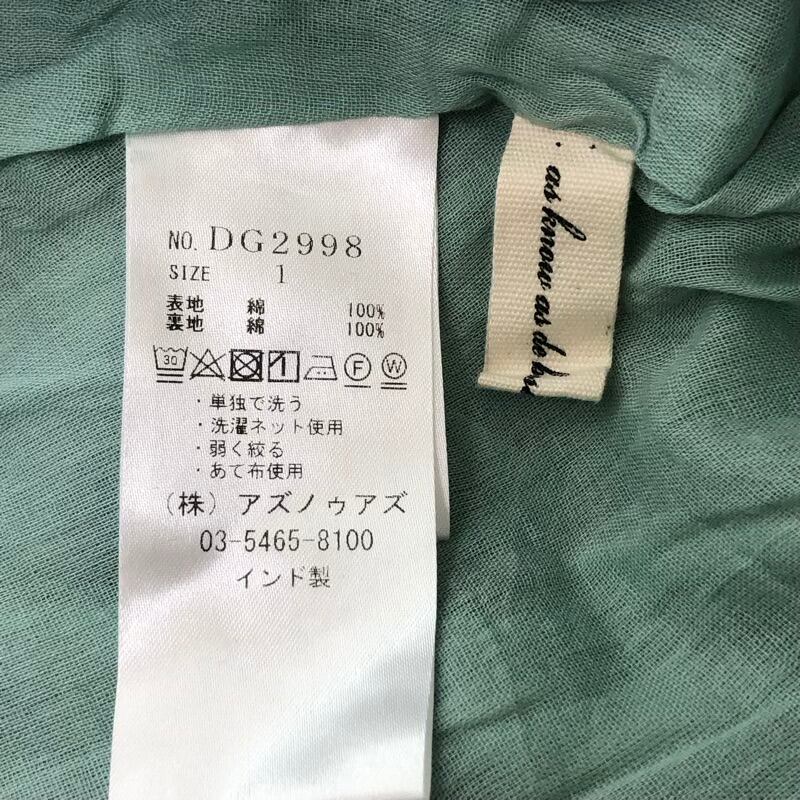 NO. DG2998
SIZE 1
表地 綿 100%
裏地 綿 100%
30 1 F W
・単独で洗う
・洗濯ネット使用
・弱く絞る
・あて布使用
（株）アズノゥアズ
03-5465-8100
インド製
as know as de